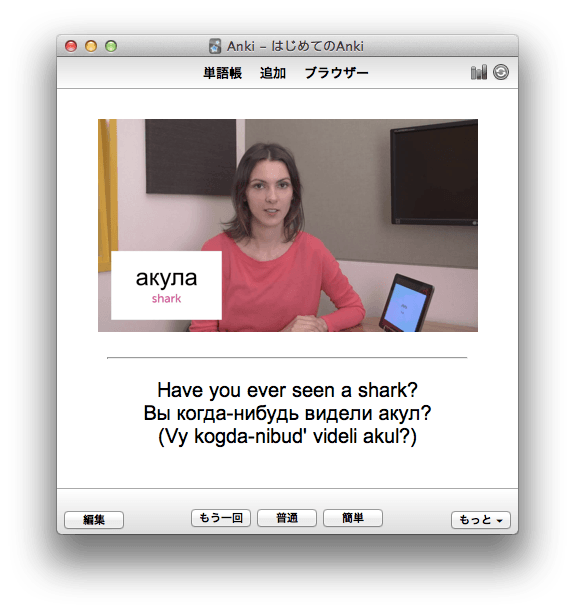 Anki – はじめてのAnki
単語帳 追加 ブラウザー
акула
shark
Have you ever seen a shark?
Вы когда-нибудь видели акул?
(Vy kogda-nibud' videli akul?)
編集 もう一回 普通 簡単 もっと